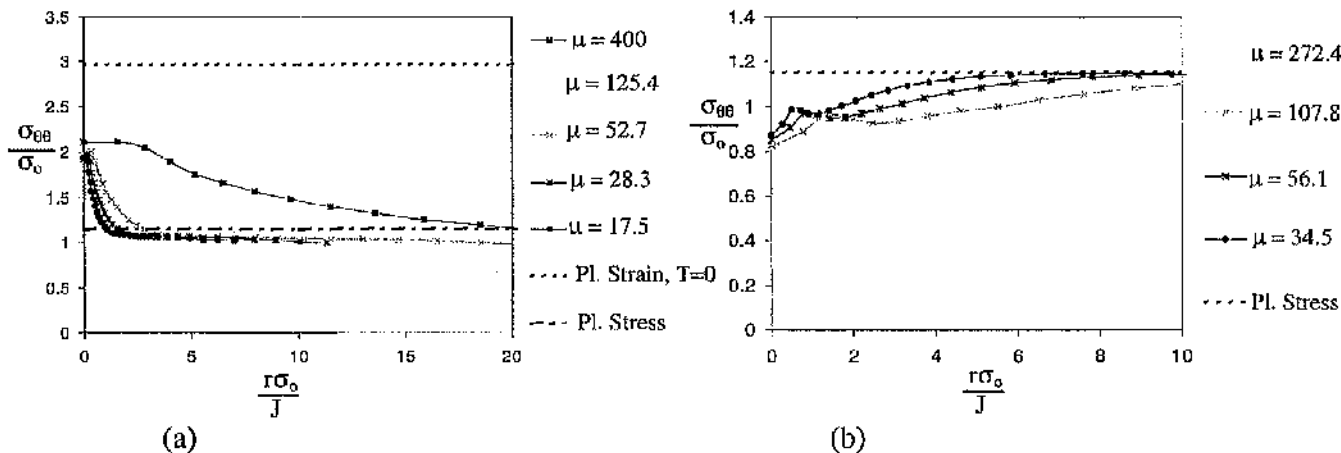 3.5
3
2.5
2
1.5
1
0.5
0
σθθ
σo
0
5
10
15
20
rσo
J
(a)
μ = 400
μ = 125.4
μ = 52.7
μ = 28.3
μ = 17.5
Pl. Strain, T=0
Pl. Stress
1.4
1.2
1
0.8
0.6
0.4
0.2
0
σθθ
σo
0
2
4
6
8
10
rσo
J
(b)
μ = 272.4
μ = 107.8
μ = 56.1
μ = 34.5
Pl. Stress